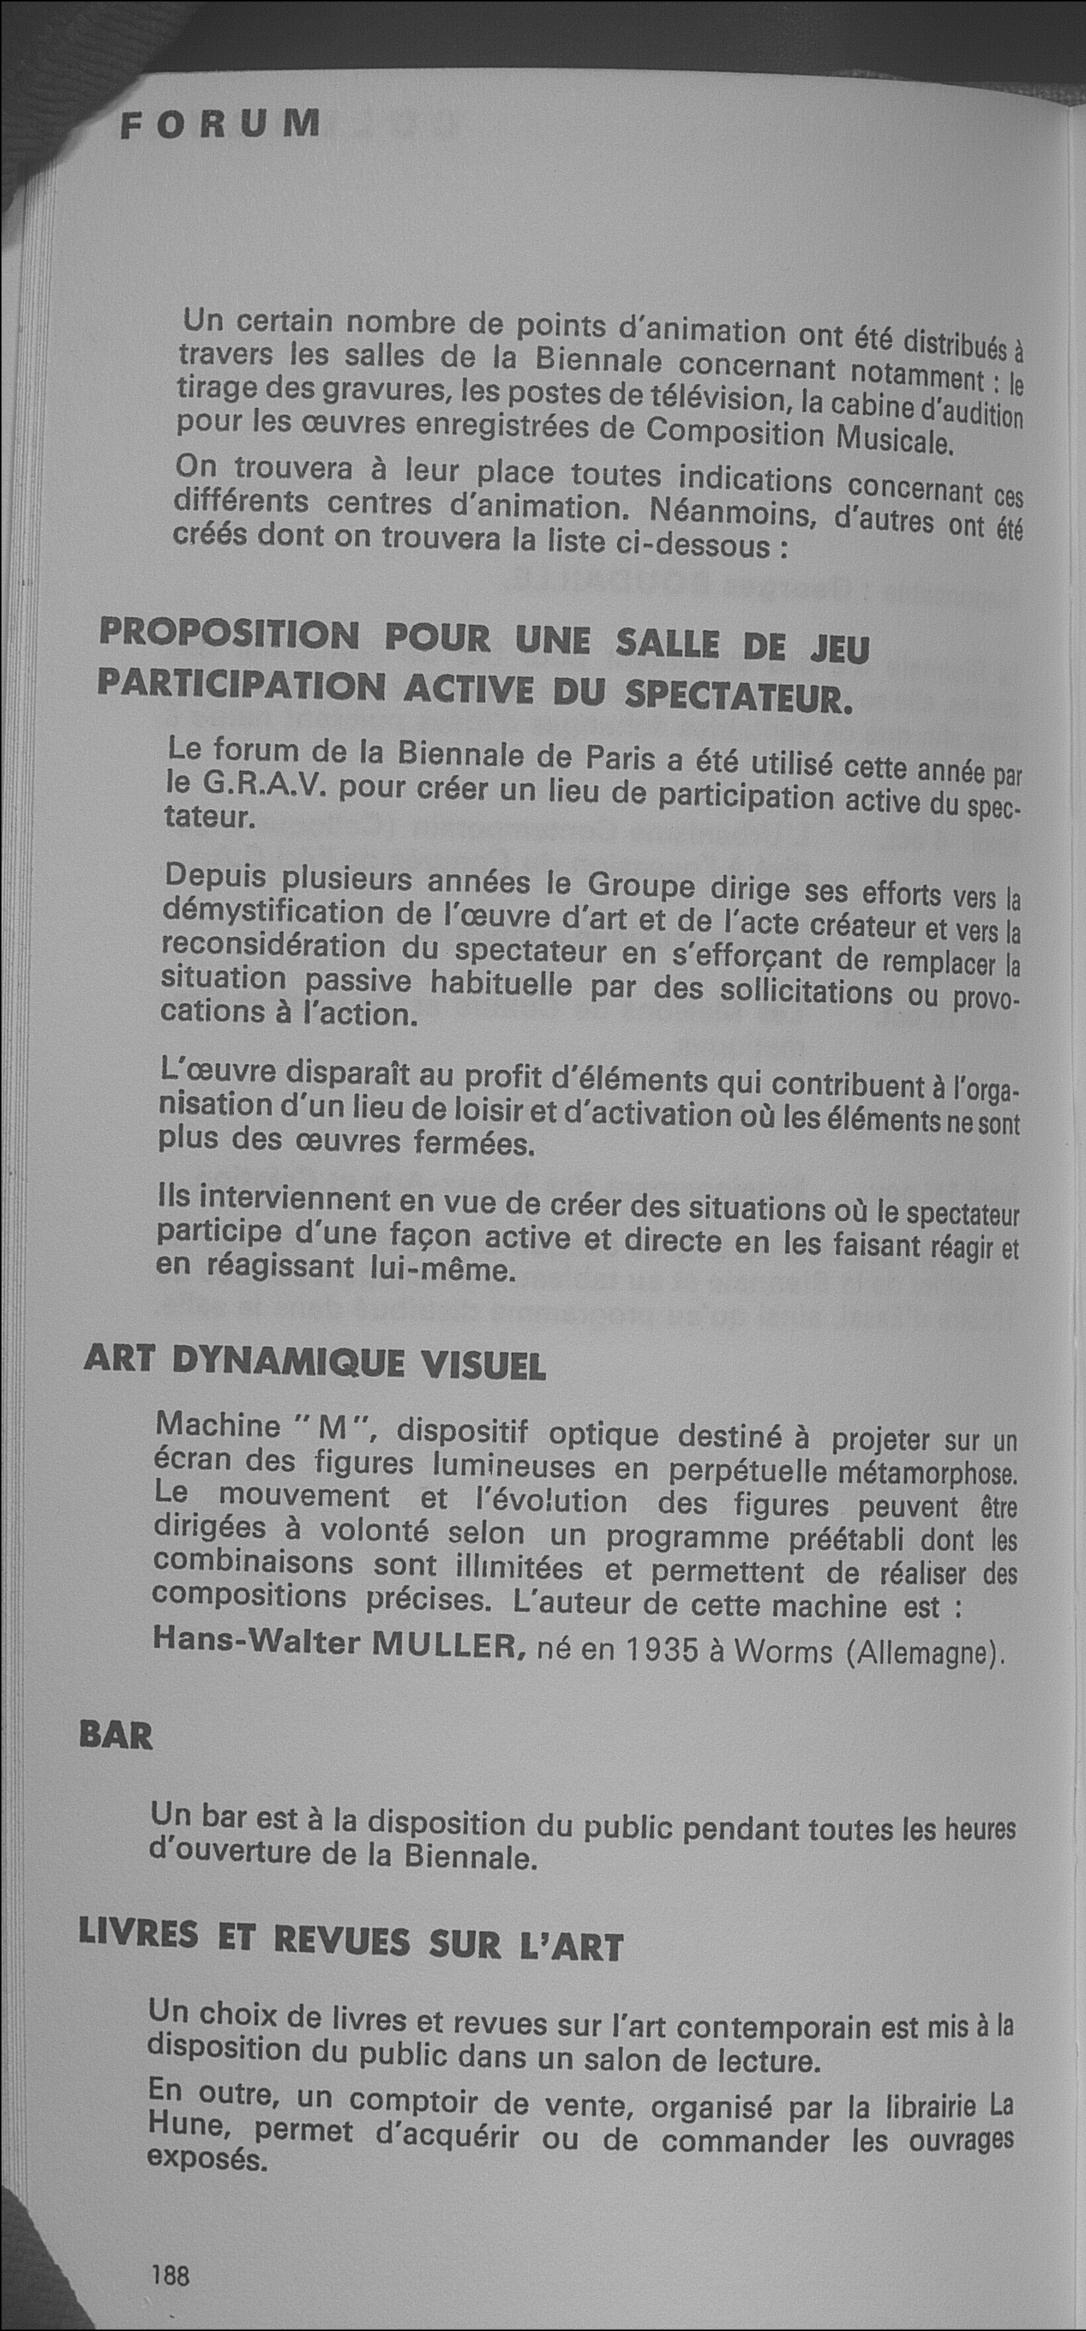 FORUM
Un certain nombre de points d'animation ont été distribués à
travers les salles de la Biennale concernant notamment : le
tirage des gravures, les postes de télévision, la cabine d'audition
pour les œuvres enregistrées de Composition Musicale.
On trouvera à leur place toutes indications concernant ces
différents centres d'animation. Néanmoins, d'autres ont été
créés dont on trouvera la liste ci-dessous :
PROPOSITION POUR UNE SALLE DE JEU
PARTICIPATION ACTIVE DU SPECTATEUR.
Le forum de la Biennale de Paris a été utilisé cette année par
le G.R.A.V. pour créer un lieu de participation active du spec-
tateur.
Depuis plusieurs années le Groupe dirige ses efforts vers la
démystification de l'œuvre d'art et de l'acte créateur et vers la
reconsidération du spectateur en s'efforçant de remplacer la
situation passive habituelle par des sollicitations ou provo-
cations à l'action.
L'œuvre disparaît au profit d'éléments qui contribuent à l'orga-
nisation d'un lieu de loisir et d'activation où les éléments ne sont
plus des œuvres fermées.
Ils interviennent en vue de créer des situations où le spectateur
participe d'une façon active et directe en les faisant réagir et
en réagissant lui-même.
ART DYNAMIQUE VISUEL
Machine "M", dispositif optique destiné à projeter sur un
écran des figures lumineuses en perpétuelle métamorphose.
Le mouvement et l'évolution des figures peuvent être
dirigées à volonté selon un programme préétabli dont les
combinaisons sont illimitées et permettent de réaliser des
compositions précises. L'auteur de cette machine est :
Hans-Walter MULLER, né en 1935 à Worms (Allemagne).
BAR
Un bar est à la disposition du public pendant toutes les heures
d'ouverture de la Biennale.
LIVRES ET REVUES SUR L'ART
Un choix de livres et revues sur l'art contemporain est mis à la
disposition du public dans un salon de lecture.
En outre, un comptoir de vente, organisé par la librairie La
Hune, permet d'acquérir ou de commander les ouvrages
exposés.
188